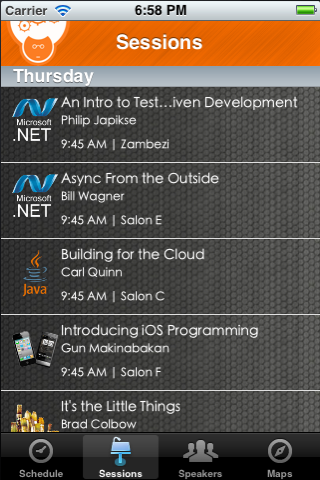 Carrier 6:58 PM
Sessions
Thursday
Microsoft
.NET
An Intro to Test...iven Development
Philip Japikse
9:45 AM | Zambezi
Microsoft
.NET
Async From the Outside
Bill Wagner
9:45 AM | Salon E
Java
Building for the Cloud
Carl Quinn
9:45 AM | Salon C
Introducing iOS Programming
Gun Makinabakan
9:45 AM | Salon F
It's the Little Things
Brad Colbow
Schedule Sessions Speakers Maps